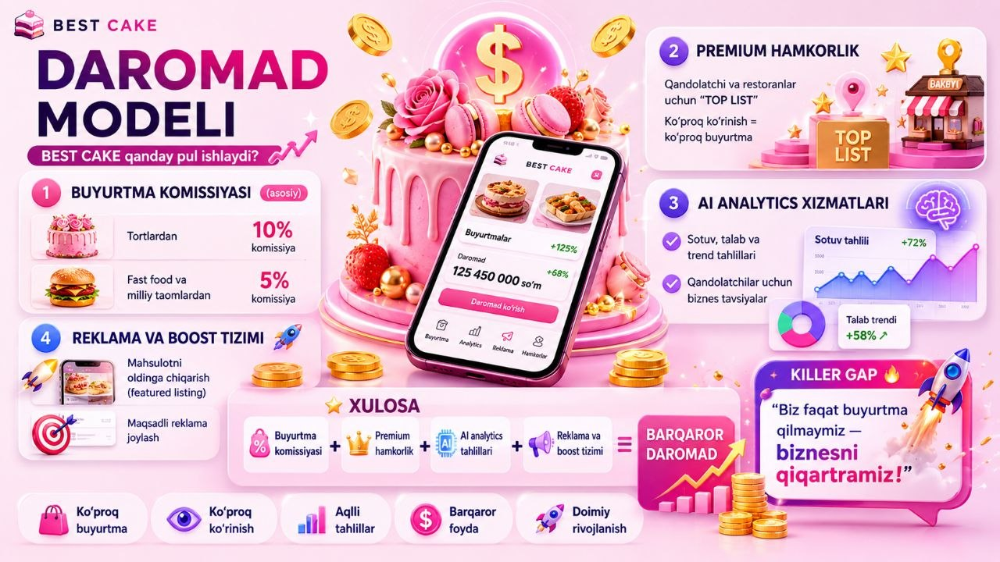 BEST CAKE
DAROMAD
MODELI
BEST CAKE qanday pul ishlaydi?
1 BUYURTMA KOMISSIYASI (asosiy)
Tortlardan
10%
komissiya
Fast food va
milliy taomlardan
5%
komissiya
2 PREMIUM HAMKORLIK
Qandolatchi va restoranlar
uchun “TOP LIST”
Ko‘proq ko‘rinish =
ko‘proq buyurtma
TOP
LIST
BAKBYI
3 AI ANALYTICS XIZMATLARI
Sotuv, talab va
trend tahlillari
Qandolatchilar uchun
biznes tavsiyalar
Sotuv tahlili +72%
Talab trendi
+58% ↗
4 REKLAMA VA BOOST TIZIMI
Mahsulotni
oldinga chiqarish
(featured listing)
Maqsadli reklama
joylash
BEST CAKE
Buyurtmalar
+125%
Daromad
+68%
125 450 000 so‘m
Daromad ko‘rish
Buyurtma
Analytics
Reklama
Hamkorlar
XULOSA
Buyurtma
komissiyasi
+
Premium
hamkorlik
+
AI
AI analytics
tahlillari
+
Reklama va
boost tizimi
=
BARQAROR
DAROMAD
KILLER GAP
“Biz faqat buyurtma
qilmaymiz —
biznesni
qiqartramiz!”
Ko‘proq
buyurtma
Ko‘proq
ko‘rinish
Aqlli
tahlillar
Barqaror
foyda
Doimiy
rivojlanish